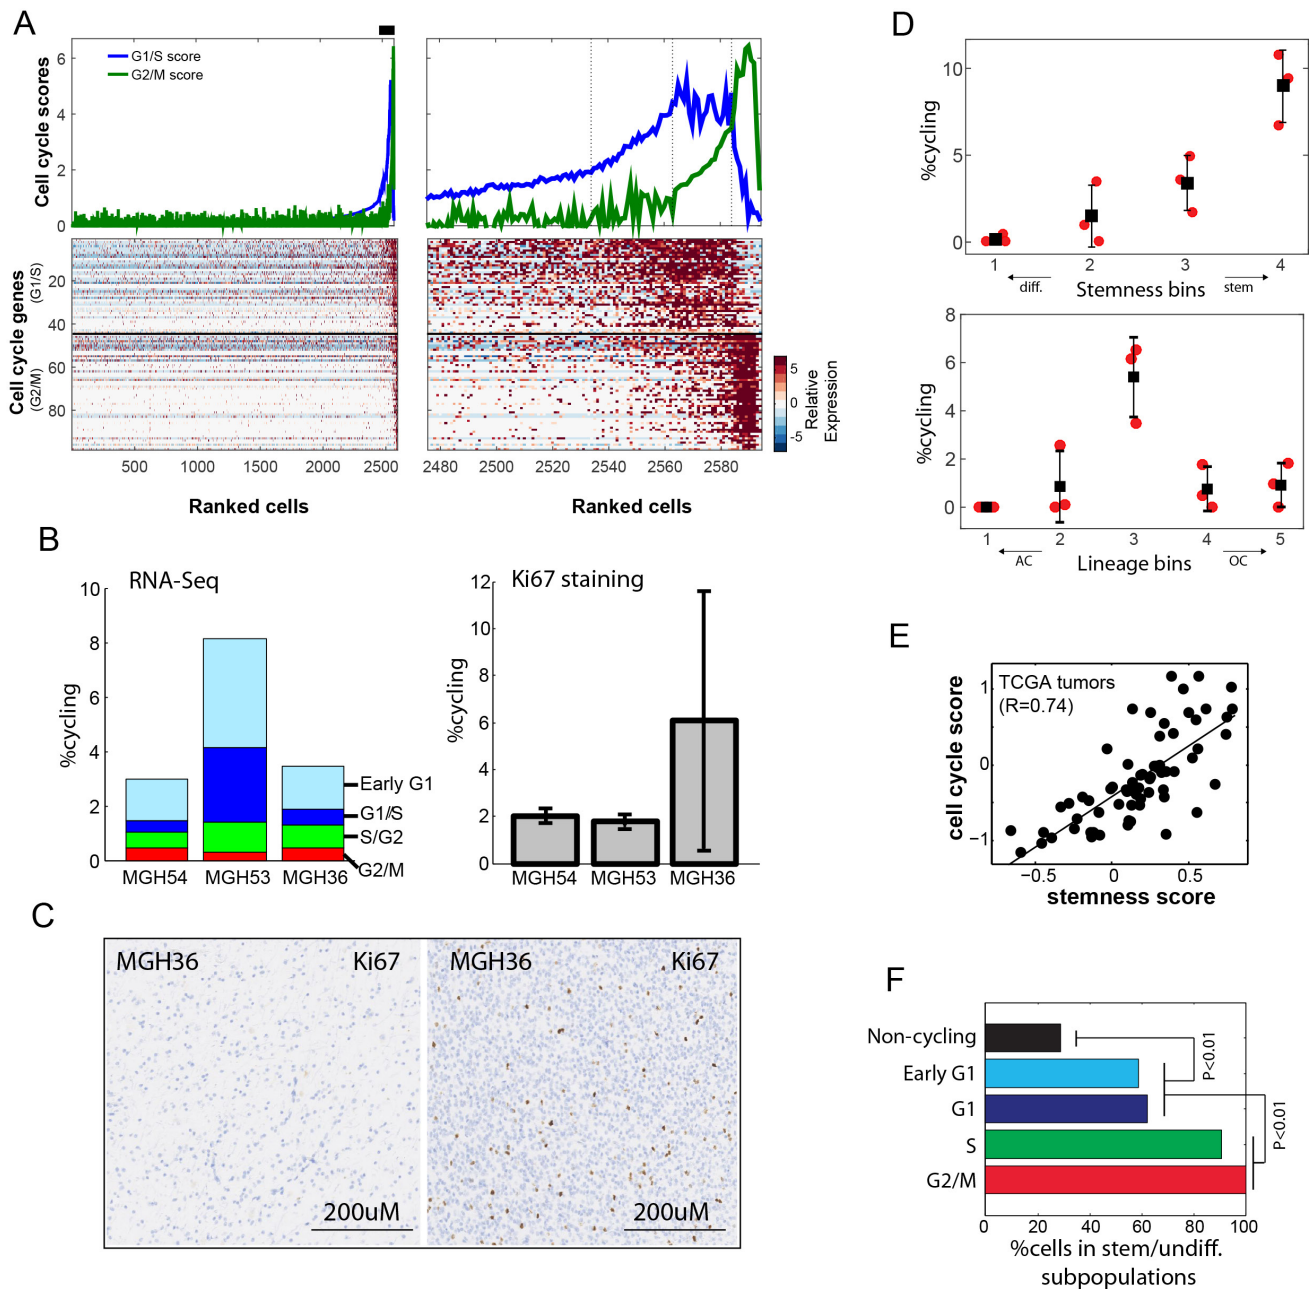 A
G1/S score
G2/M score
Cell cycle scores
6
4
2
0
Cell cycle genes
(G1/S)
(G2/M)
20
40
60
80
500
1000
1500
2000
2500
Ranked cells
2480
2500
2520
2540
2560
2580
Ranked cells
5
0
-5
Relative
Expression
B
RNA-Seq
%cycling
10
8
6
4
2
0
MGH54
MGH53
MGH36
Early G1
G1/S
S/G2
G2/M
Ki67 staining
%cycling
12
10
8
6
4
2
0
MGH54
MGH53
MGH36
C
MGH36
Ki67
200uM
MGH36
Ki67
200uM
D
%cycling
10
5
0
1
2
3
4
diff.
Stemness bins
stem
%cycling
8
6
4
2
0
1
2
3
4
5
AC
Lineage bins
OC
E
TCGA tumors
(R=0.74)
cell cycle score
1
0
−1
−0.5
0
0.5
stemness score
F
Non-cycling
Early G1
G1
S
G2/M
P<0.01
P<0.01
0
20
40
60
80
100
%cells in stem/undiff.
subpopulations